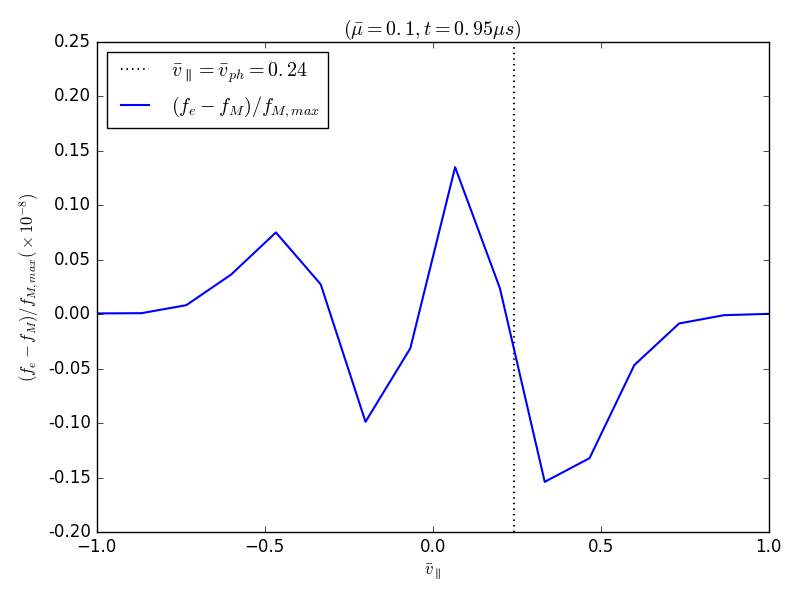 (μ̄ = 0.1, t = 0.95μs)
v̄∥ = v̄ph = 0.24
(fe − fM)/fM,max
0.25
0.20
0.15
0.10
0.05
0.00
-0.05
-0.10
-0.15
-0.20
(fe − fM)/fM,max(×10⁻⁸)
−1.0 −0.5 0.0 0.5 1.0
v̄∥